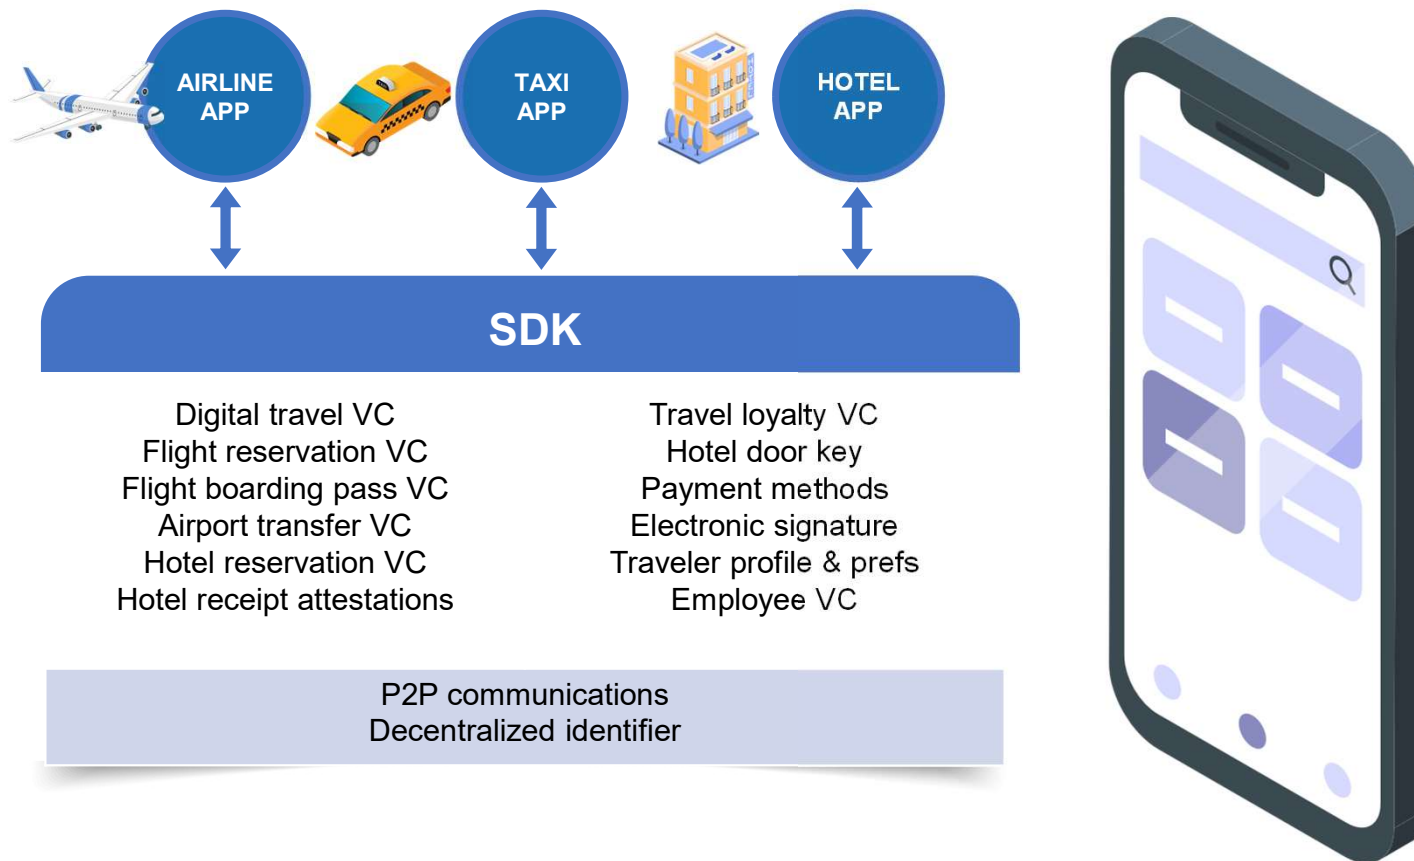 AIRLINE
APP
TAXI
APP
HOTEL
APP
SDK
Digital travel VC
Flight reservation VC
Flight boarding pass VC
Airport transfer VC
Hotel reservation VC
Hotel receipt attestations
Travel loyalty VC
Hotel door key
Payment methods
Electronic signature
Traveler profile & prefs
Employee VC
P2P communications
Decentralized identifier